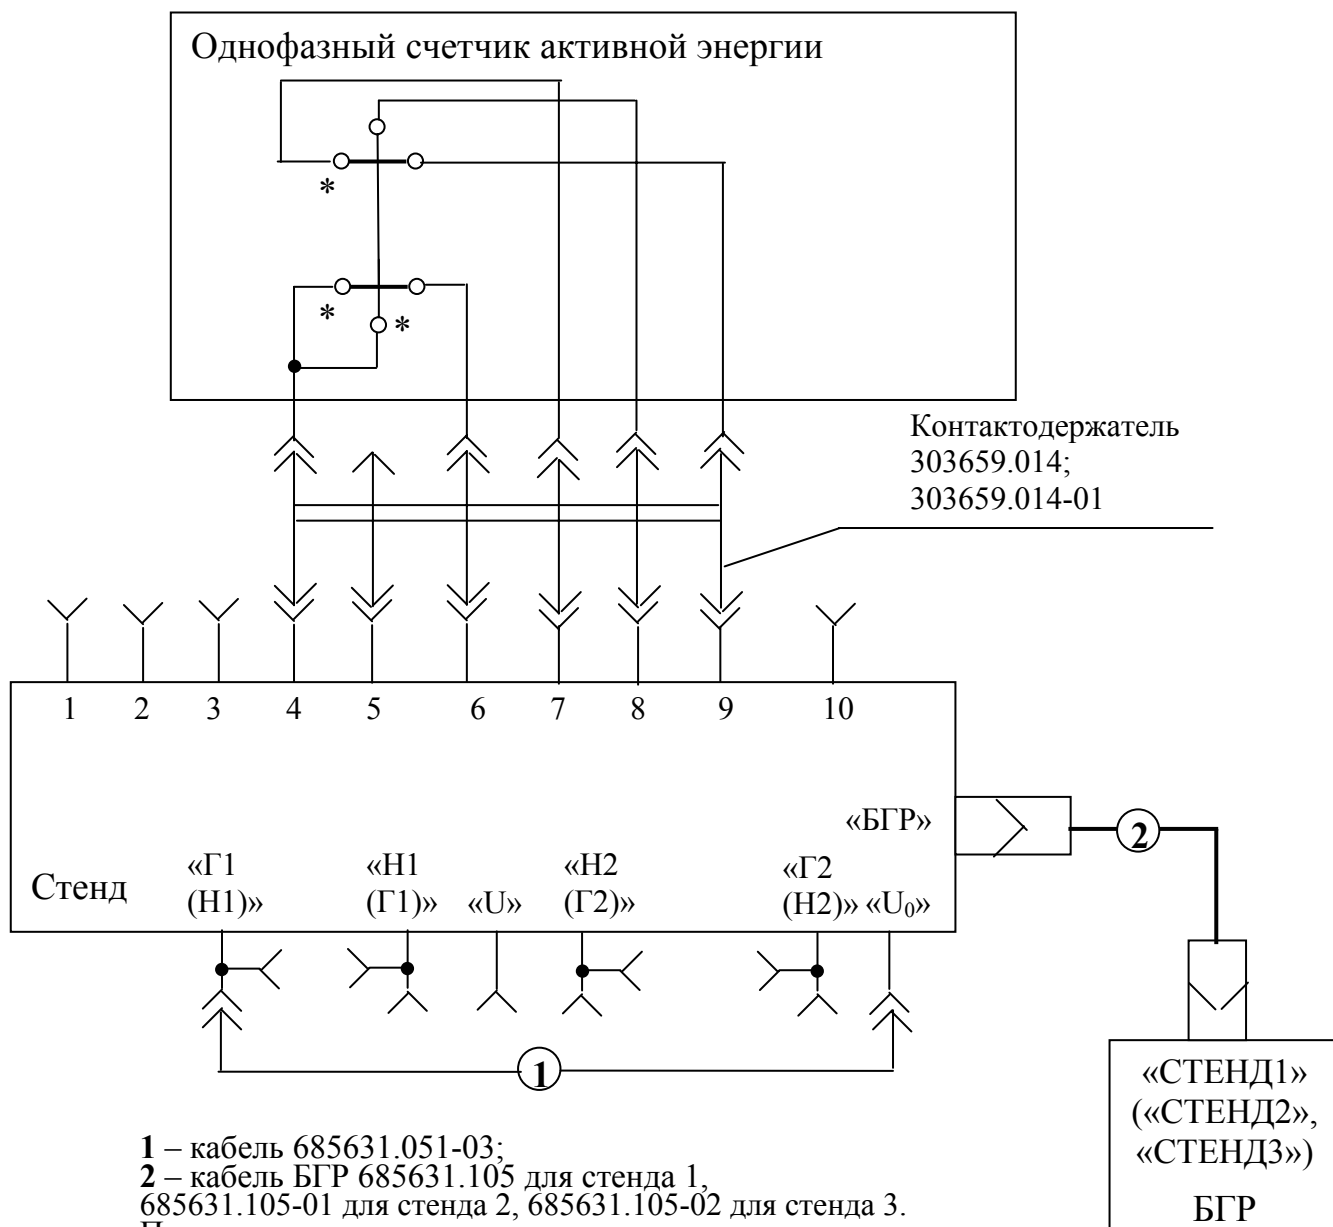 Однофазный счетчик активной энергии
*
*
*
Контактодержатель
303659.014;
303659.014-01
1 2 3 4 5 6 7 8 9 10
«БГР»
2
Стенд
«Г1
(Н1)»
«Н1
(Г1)»
«U»
«Н2
(Г2)»
«Г2
(Н2)»
«U₀»
1
«СТЕНД1»
(«СТЕНД2»,
«СТЕНД3»)
БГР
1 – кабель 685631.051-03;
2 – кабель БГР 685631.105 для стенда 1,
685631.105-01 для стенда 2, 685631.105-02 для стенда 3.